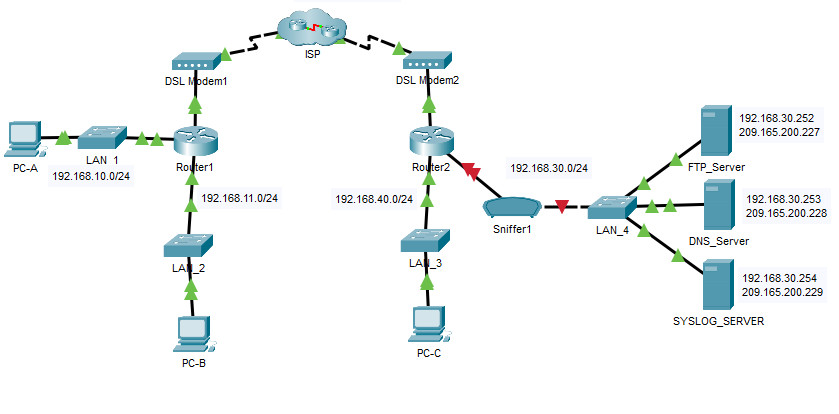 ISP
DSL Modem1
DSL Modem2
PC-A
LAN_1
192.168.10.0/24
Router1
Router2
192.168.30.0/24
192.168.30.252
209.165.200.227
FTP_Server
192.168.11.0/24
192.168.40.0/24
Sniffer1
LAN_4
192.168.30.253
209.165.200.228
DNS_Server
LAN_2
LAN_3
192.168.30.254
209.165.200.229
SYSLOG_SERVER
PC-B
PC-C